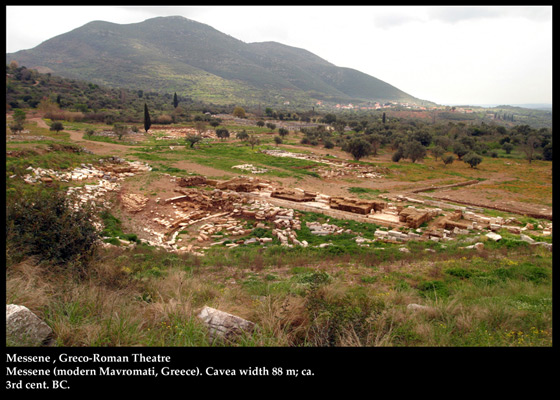 Messene , Greco-Roman Theatre
Messene (modern Mavromati, Greece). Cavea width 88 m; ca.
3rd cent. BC.